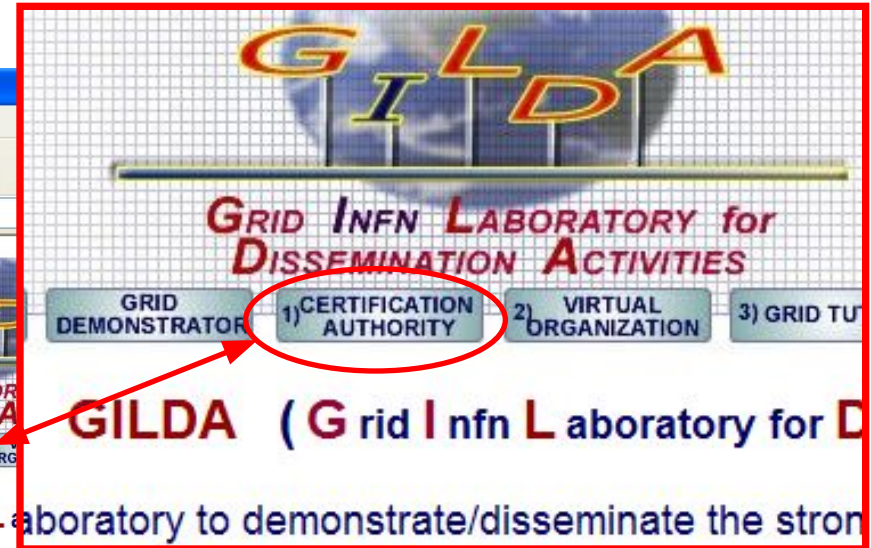 GILDA
GRID INFN LABORATORY for
DISSEMINATION ACTIVITIES
GRID DEMONSTRATOR
1) CERTIFICATION AUTHORITY
2) VIRTUAL ORGANIZATION
3) GRID TU
GILDA ( G rid I nfn L aboratory for D
aboratory to demonstrate/disseminate the stron